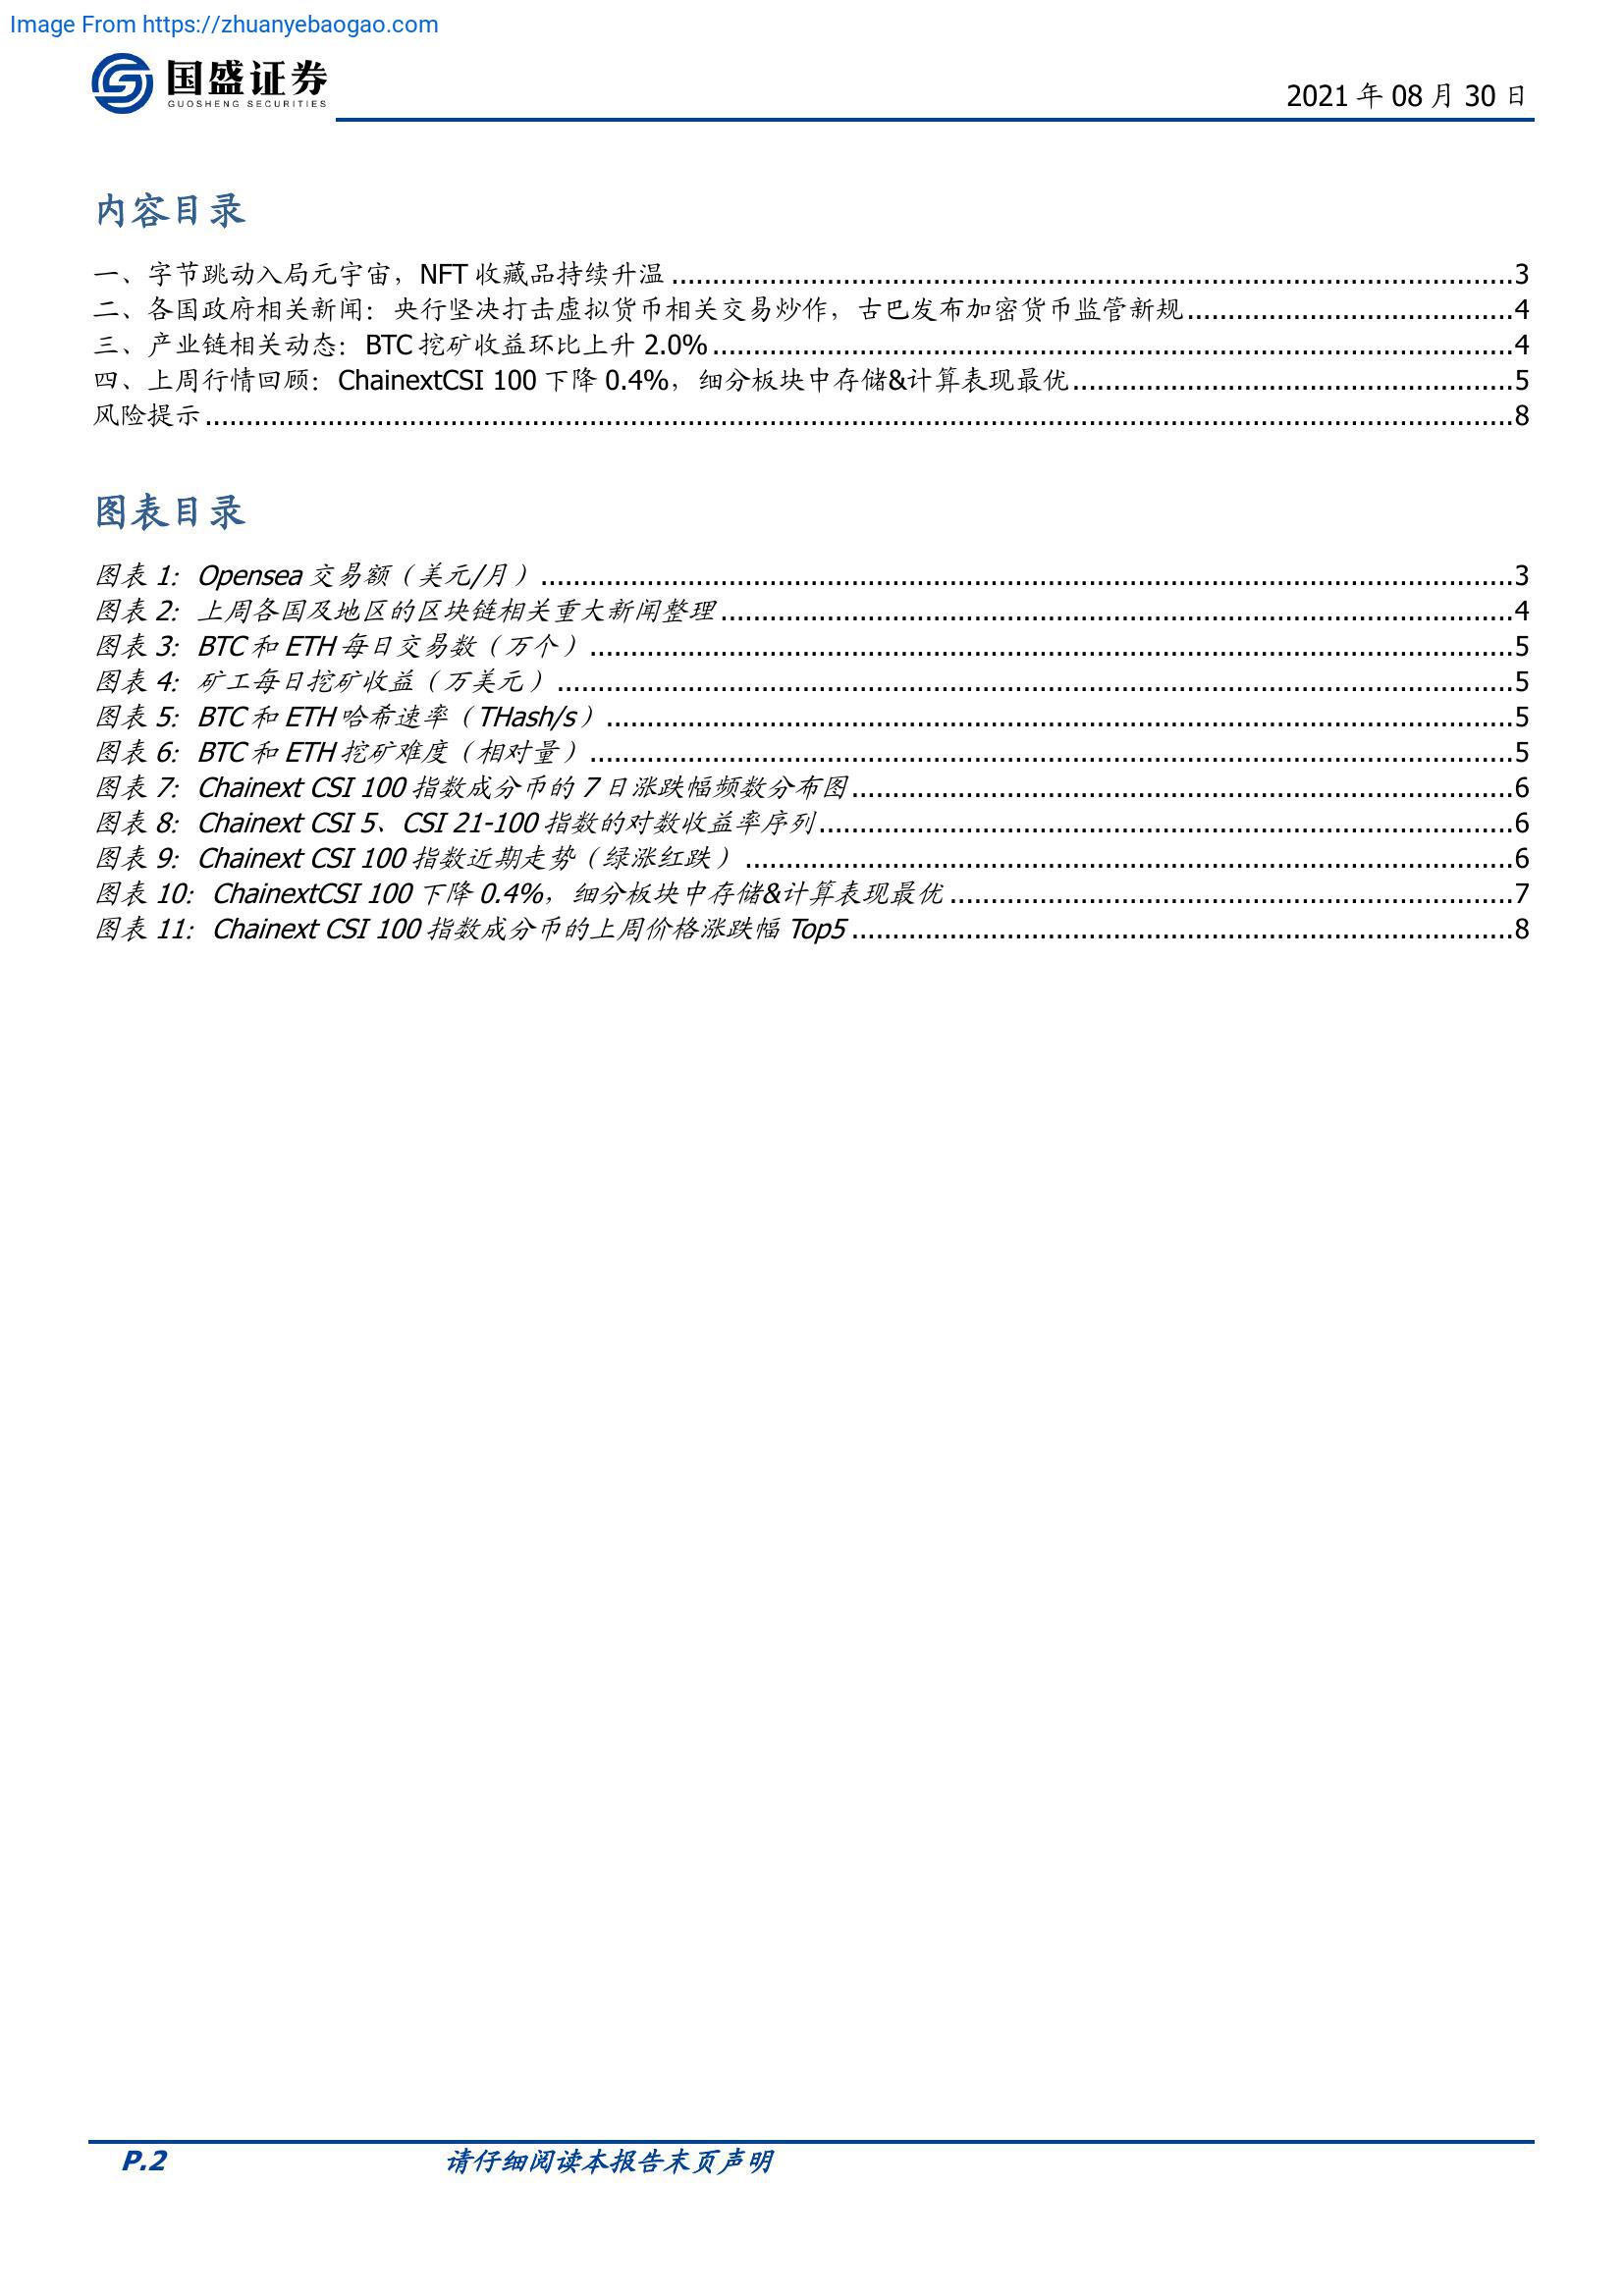 Image From https://zhuanyebaogao.com
国盛证券
GUOSHENG SECURITIES
2021 年 08 月 30 日
内容目录
一、字节跳动入局元宇宙，NFT 收藏品持续升温 ........ 3
二、各国政府相关新闻：央行坚决打击虚拟货币相关交易炒作，古巴发布加密货币监管新规 ........ 4
三、产业链相关动态：BTC 挖矿收益环比上升 2.0% ........ 4
四、上周行情回顾：ChainextCSI 100 下降 0.4%，细分板块中存储&计算表现最优 ........ 5
风险提示 ........ 8
图表目录
图表 1：Opensea 交易额（美元/月） ........ 3
图表 2：上周各国及地区的区块链相关重大新闻整理 ........ 4
图表 3：BTC 和 ETH 每日交易数（万个） ........ 5
图表 4：矿工每日挖矿收益（万美元） ........ 5
图表 5：BTC 和 ETH 哈希速率（THash/s） ........ 5
图表 6：BTC 和 ETH 挖矿难度（相对量） ........ 5
图表 7：Chainext CSI 100 指数成分币的 7 日涨跌幅频数分布图 ........ 6
图表 8：Chainext CSI 5、CSI 21-100 指数的对数收益率序列 ........ 6
图表 9：Chainext CSI 100 指数近期走势（绿涨红跌） ........ 6
图表 10：ChainextCSI 100 下降 0.4%，细分板块中存储&计算表现最优 ........ 7
图表 11：Chainext CSI 100 指数成分币的上周价格涨跌幅 Top5 ........ 8
P.2 请仔细阅读本报告末页声明